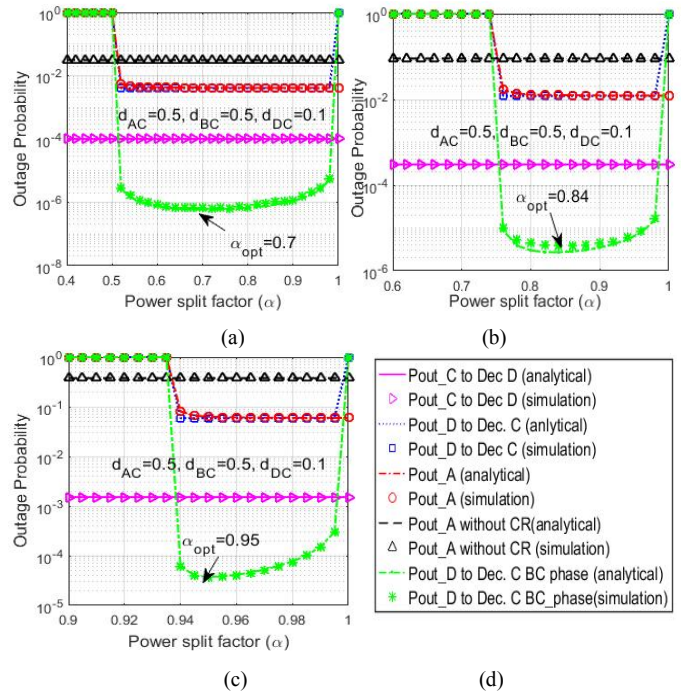 10^0
10^-2
10^-4
10^-6
10^-8
Outage Probability
d_AC=0.5, d_BC=0.5, d_DC=0.1
α_opt=0.7
0.4 0.5 0.6 0.7 0.8 0.9 1
Power split factor (α)
(a)
10^0
10^-2
10^-4
10^-6
Outage Probability
d_AC=0.5, d_BC=0.5, d_DC=0.1
α_opt=0.84
0.6 0.7 0.8 0.9 1
Power split factor (α)
(b)
10^0
10^-1
10^-2
10^-3
10^-4
10^-5
Outage Probability
d_AC=0.5, d_BC=0.5, d_DC=0.1
α_opt=0.95
0.9 0.92 0.94 0.96 0.98 1
Power split factor (α)
(c)
Pout_C to Dec D (analytical)
Pout_C to Dec D (simulation)
Pout_D to Dec. C (anlytical)
Pout_D to Dec C (simulation)
Pout_A (analytical)
Pout_A (simulation)
Pout_A without CR(analytical)
Pout_A without CR (simulation)
Pout_D to Dec. C BC phase (analytical)
Pout_D to Dec. C BC_phase(simulation)
(d)